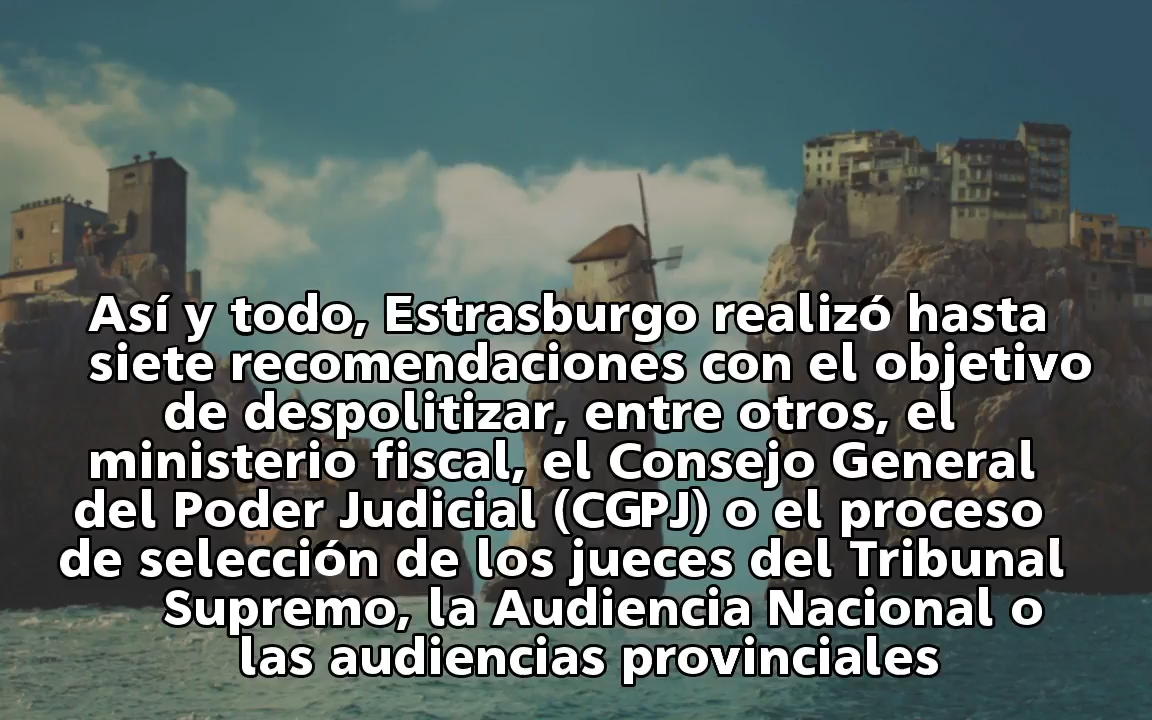 Así y todo, Estrasburgo realizó hasta
siete recomendaciones con el objetivo
de despolitizar, entre otros, el
ministerio fiscal, el Consejo General
del Poder Judicial (CGPJ) o el proceso
de selección de los jueces del Tribunal
Supremo, la Audiencia Nacional o
las audiencias provinciales